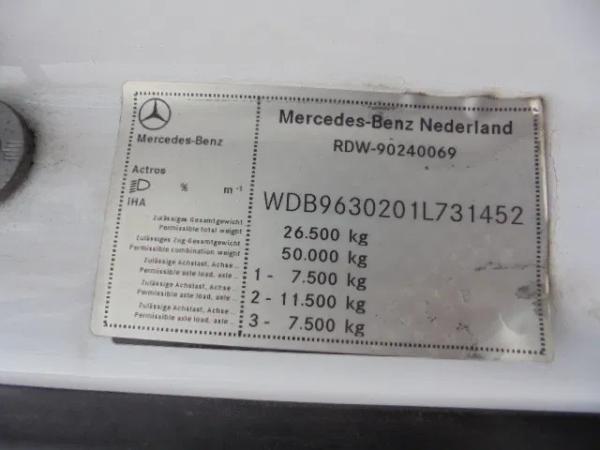 Mercedes-Benz
Actros
% m⁻¹
IHA
Zulässiges Gesamtgewicht
Permissible total weight
Zulässiges Zug-Gesamtgewicht
Permissible combination weight
Zulässige Achslast, Achse ..
Permissible axle load, axle ..
Zulässige Achslast, Achse ..
Permissible axle load, axle ..
Zulässige Achslast, Achse ..
Permissible axle load, axle ..
Mercedes-Benz Nederland
RDW-90240069
WDB9630201L731452
26.500 kg
50.000 kg
1 - 7.500 kg
2 - 11.500 kg
3 - 7.500 kg